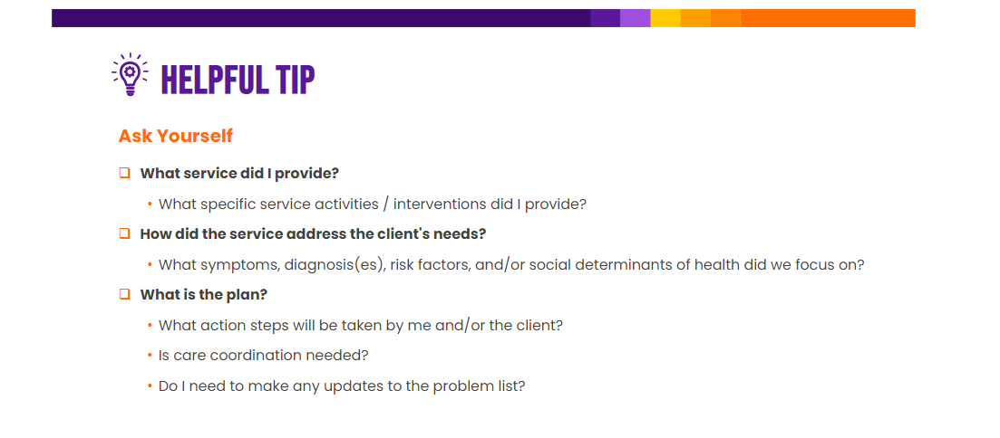 HELPFUL TIP
Ask Yourself
❑ What service did I provide?
• What specific service activities / interventions did I provide?
❑ How did the service address the client's needs?
• What symptoms, diagnosis(es), risk factors, and/or social determinants of health did we focus on?
❑ What is the plan?
• What action steps will be taken by me and/or the client?
• Is care coordination needed?
• Do I need to make any updates to the problem list?